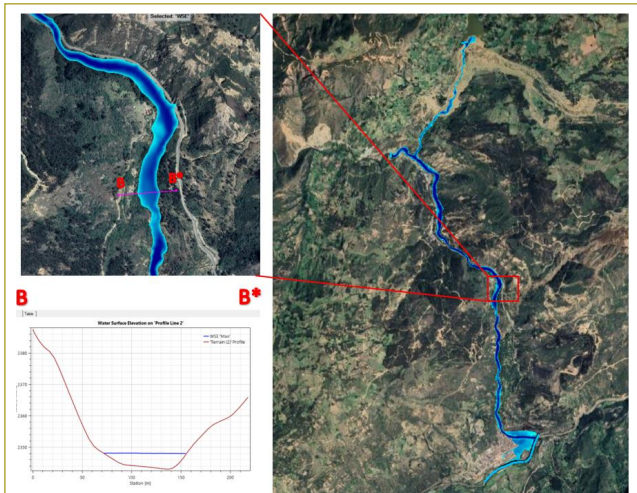 Selected: 'WSE'
B
B*
B
B*
Table
Water Surface Elevation on 'Profile Line 2'
WSE 'Max'
'Terrain (2)' Profile
2380
2370
2360
2350
0
50
100
150
200
Station [m]